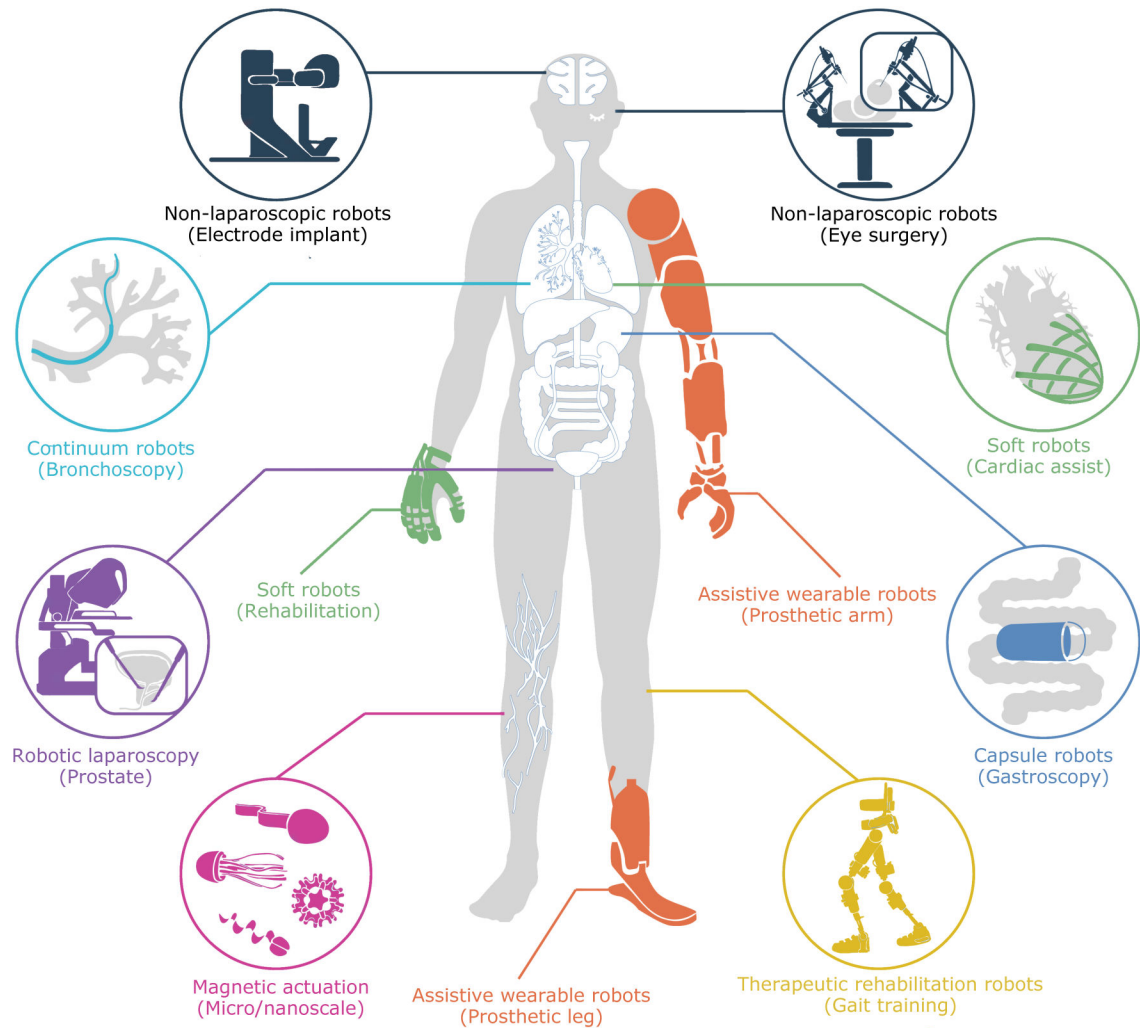 Non-laparoscopic robots
(Electrode implant)
Non-laparoscopic robots
(Eye surgery)
Continuum robots
(Bronchoscopy)
Soft robots
(Cardiac assist)
Soft robots
(Rehabilitation)
Assistive wearable robots
(Prosthetic arm)
Robotic laparoscopy
(Prostate)
Capsule robots
(Gastroscopy)
Magnetic actuation
(Micro/nanoscale)
Assistive wearable robots
(Prosthetic leg)
Therapeutic rehabilitation robots
(Gait training)